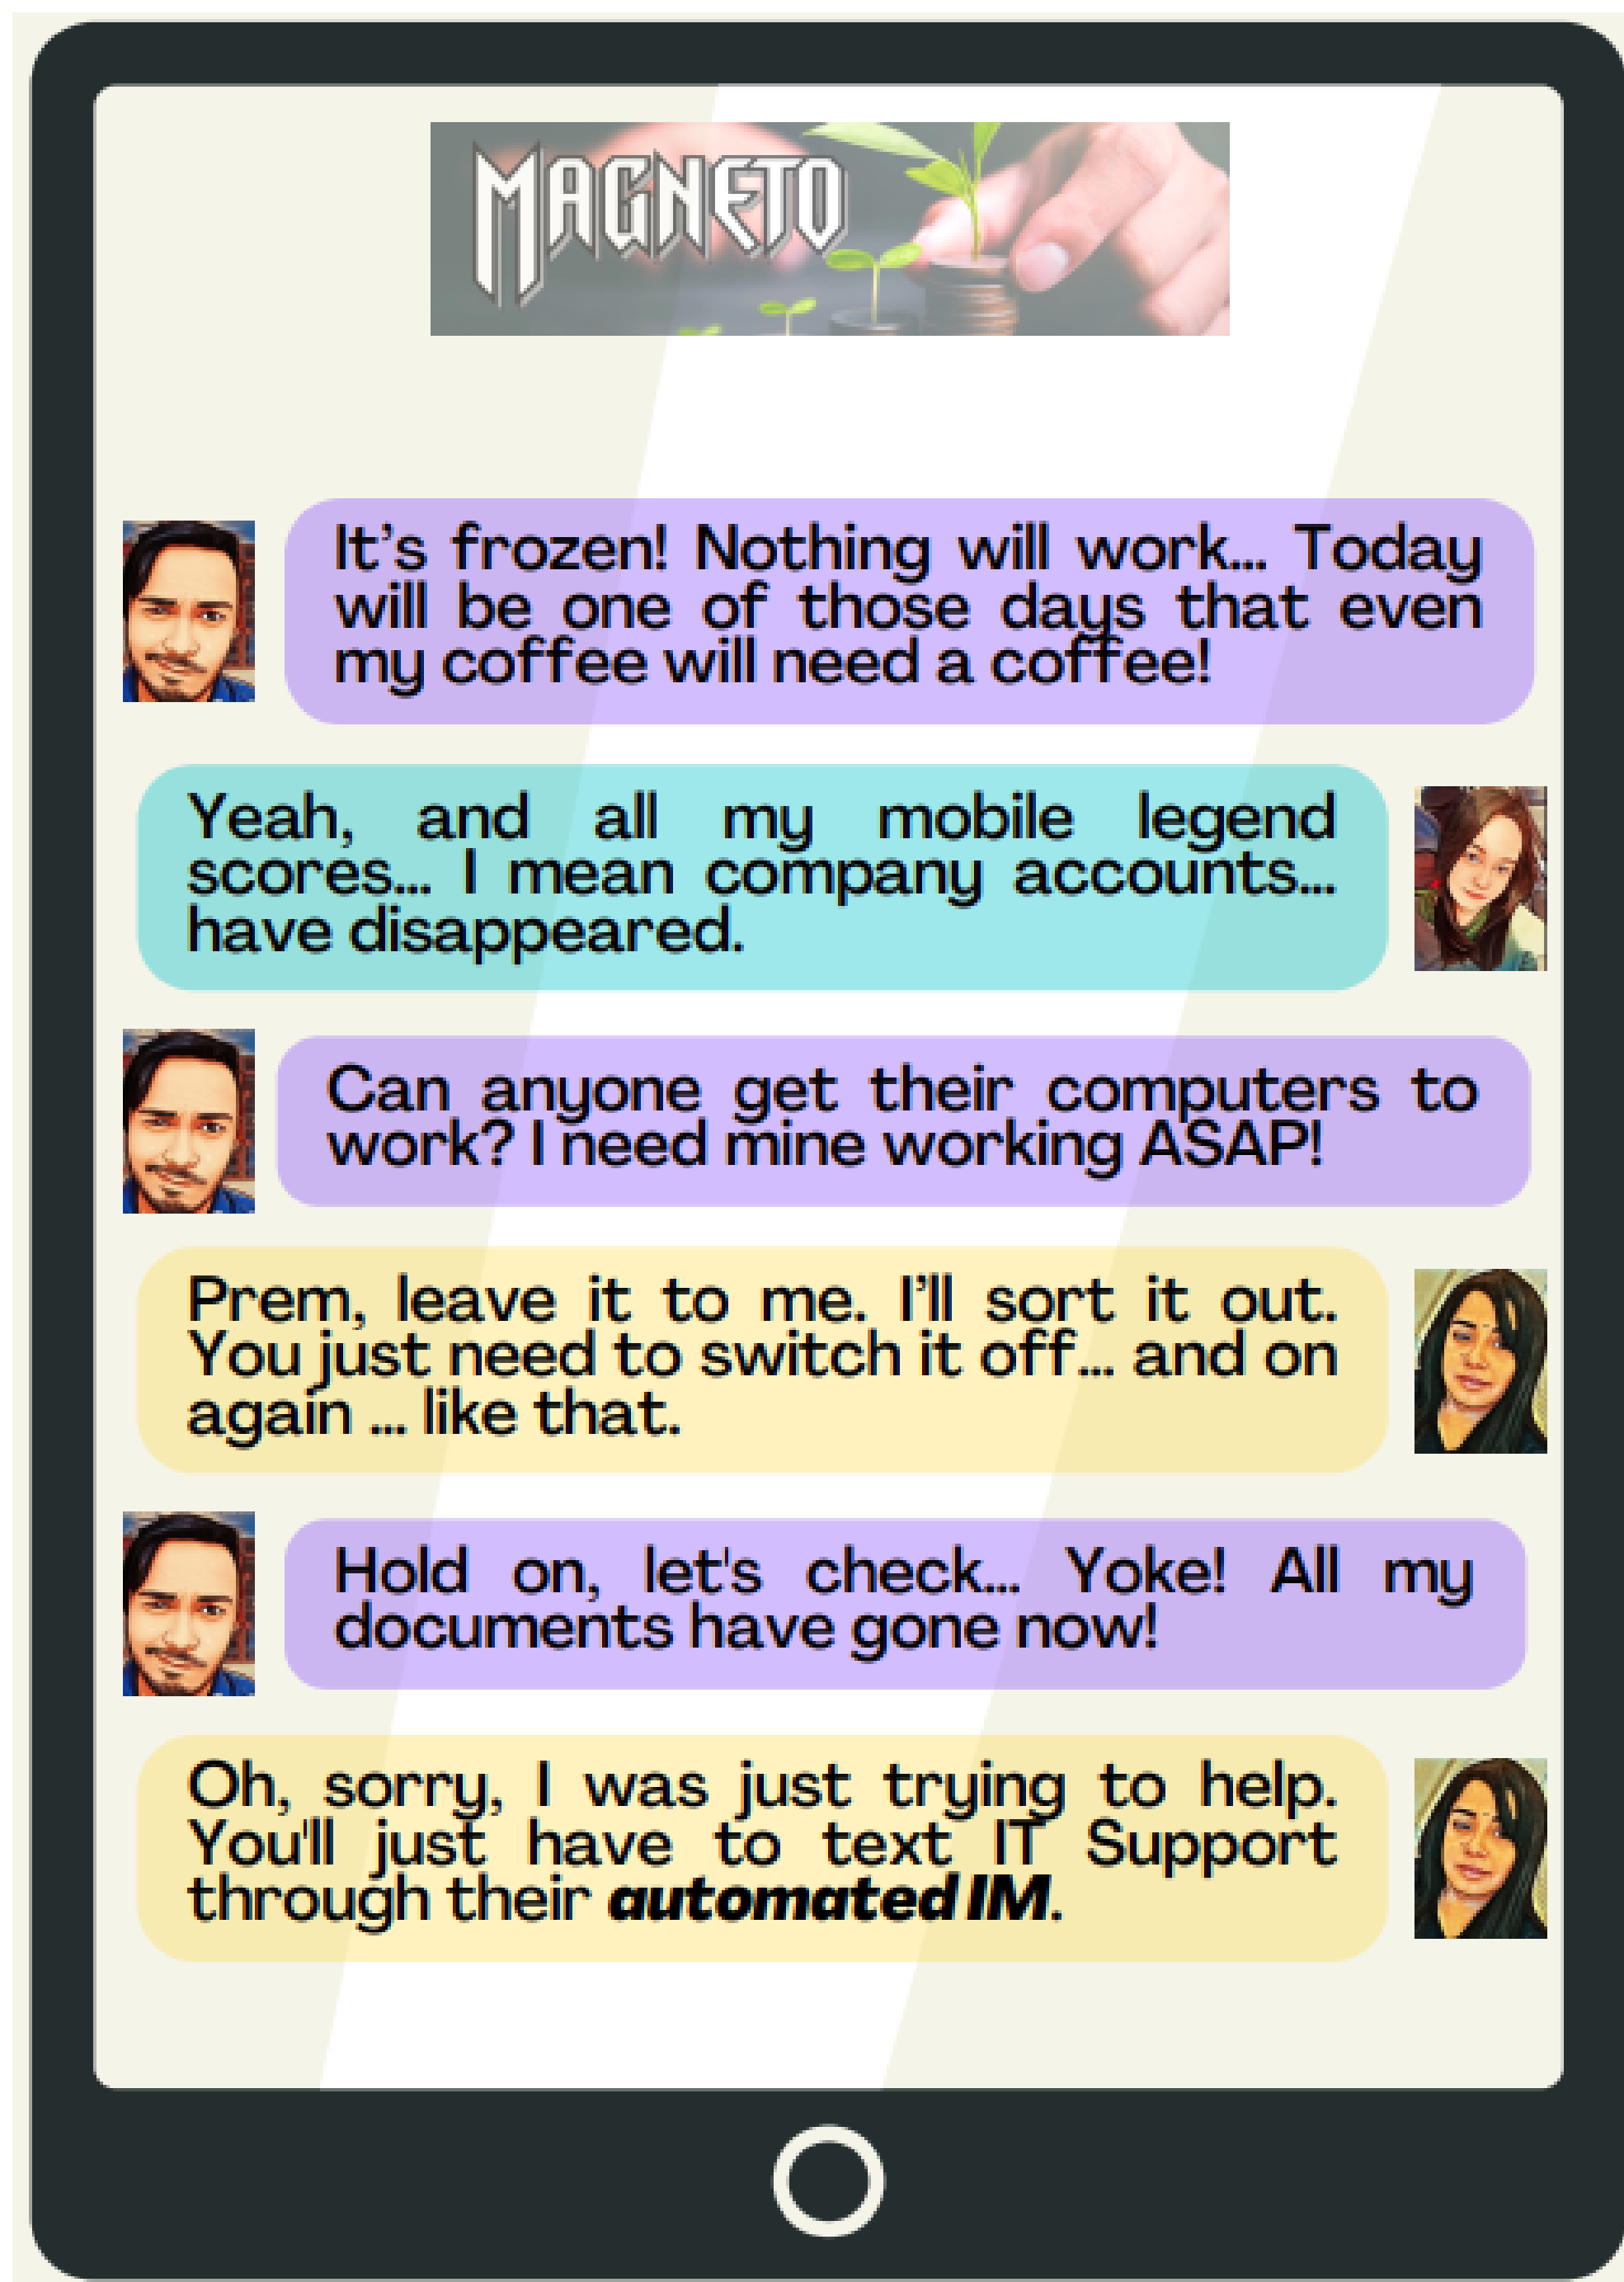 MAGNETO
It’s frozen! Nothing will work... Today
will be one of those days that even
my coffee will need a coffee!
Yeah, and all my mobile legend
scores... I mean company accounts...
have disappeared.
Can anyone get their computers to
work? I need mine working ASAP!
Prem, leave it to me. I’ll sort it out.
You just need to switch it off... and on
again ... like that.
Hold on, let's check... Yoke! All my
documents have gone now!
Oh, sorry, I was just trying to help.
You'll just have to text IT Support
through their automated IM.